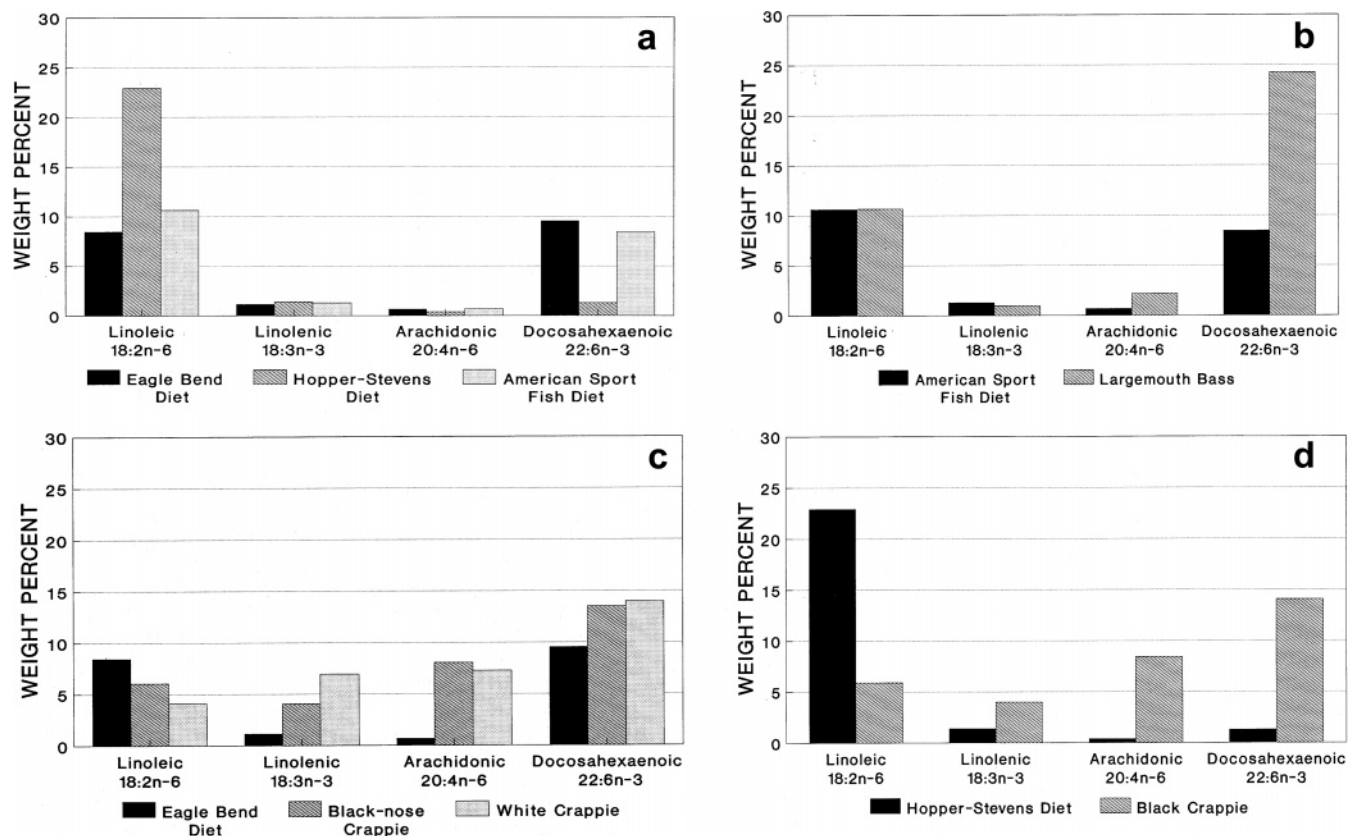 a
WEIGHT PERCENT
30
25
20
15
10
5
0
Linoleic Linolenic Arachidonic Docosahexaenoic
18:2n-6 18:3n-3 20:4n-6 22:6n-3
Eagle Bend Hopper-Stevens American Sport
Diet Diet Fish Diet
b
WEIGHT PERCENT
30
25
20
15
10
5
0
Linoleic Linolenic Arachidonic Docosahexaenoic
18:2n-6 18:3n-3 20:4n-6 22:6n-3
American Sport Largemouth Bass
Fish Diet
c
WEIGHT PERCENT
30
25
20
15
10
5
0
Linoleic Linolenic Arachidonic Docosahexaenoic
18:2n-6 18:3n-3 20:4n-6 22:6n-3
Eagle Bend Black-nose White Crappie
Diet Crappie
d
WEIGHT PERCENT
30
25
20
15
10
5
0
Linoleic Linolenic Arachidonic Docosahexaenoic
18:2n-6 18:3n-3 20:4n-6 22:6n-3
Hopper-Stevens Diet Black Crappie